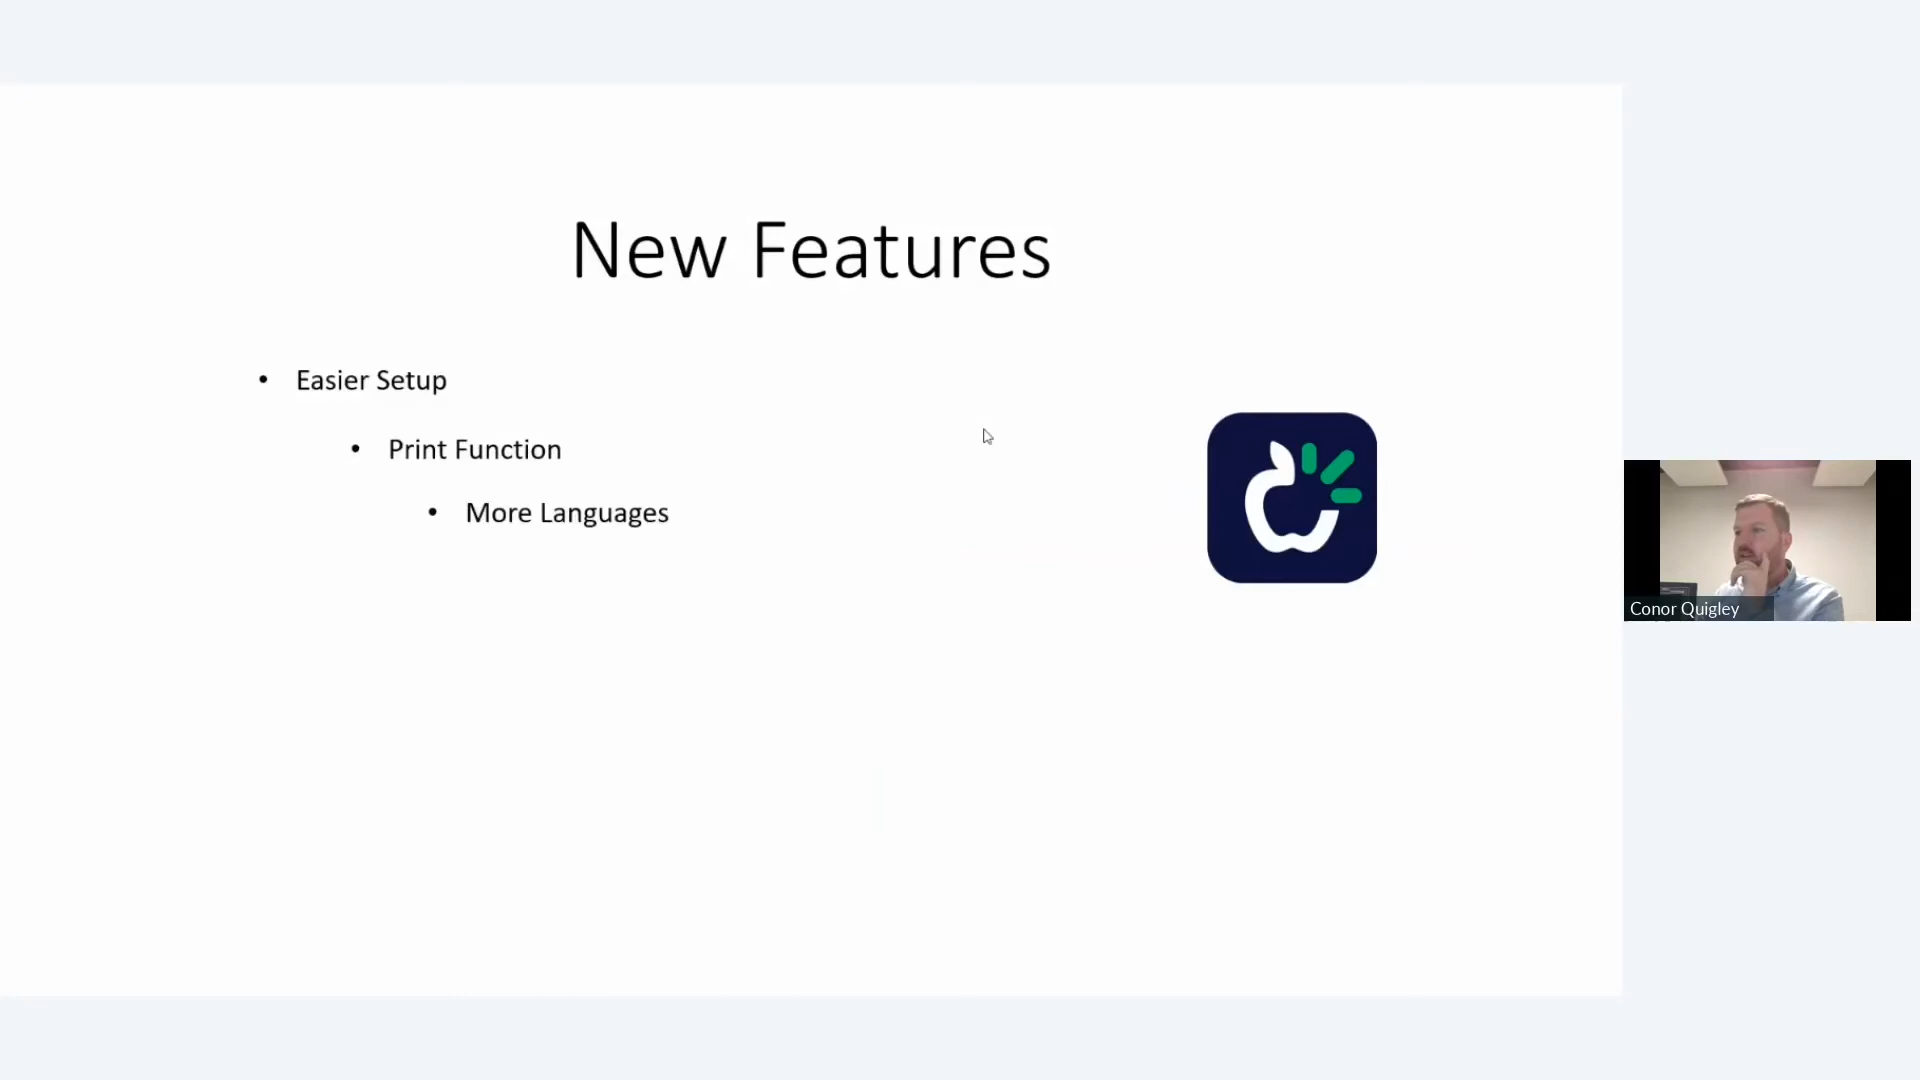 New Features
• Easier Setup
• Print Function
• More Languages
Conor Quigley